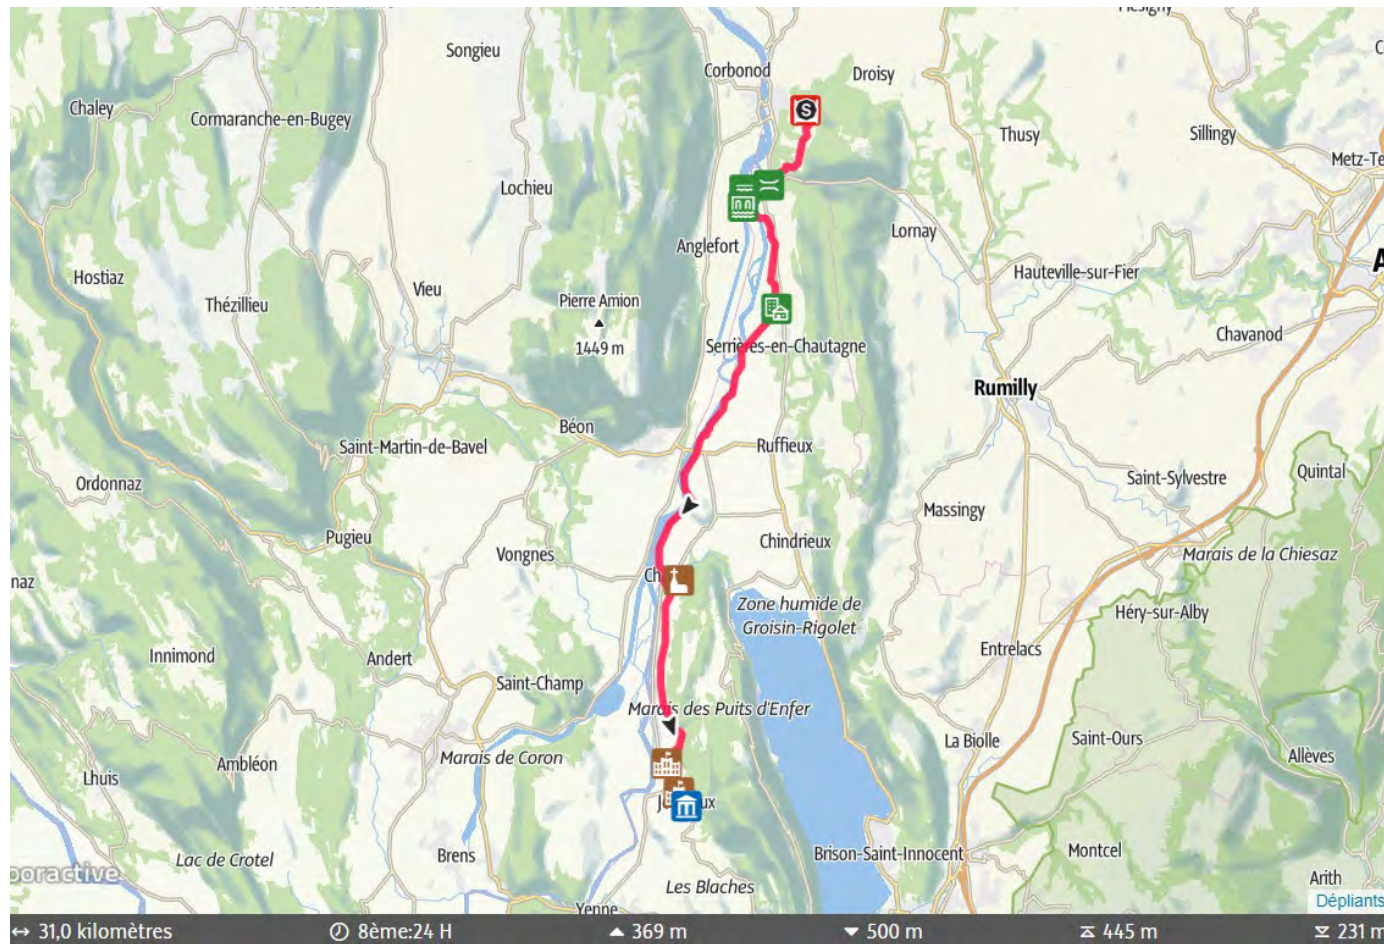 Songieu
Corbonod
Droisy
S
Chaley
Cormaranche-en-Bugey
Thusy
Sillingy
Metz-Te
Lochieu
Lornay
Anglefort
Hostiaz
Hauteville-sur-Fier
A
Vieu
Thézillieu
Pierre Amion
1449 m
Chavanod
Serrières-en-Chautagne
Rumilly
Béon
Saint-Martin-de-Bavel
Ruffieux
Ordonnaz
Saint-Sylvestre
Quintal
Massingy
Pugieu
Chindrieux
Vongnes
Marais de la Chiesaz
naz
Ch
Zone humide de
Groisin-Rigolet
Héry-sur-Alby
Innimond
Andert
Entrelacs
Saint-Champ
Marais des Puits d'Enfer
La Biolle
Saint-Ours
Marais de Coron
Allèves
Ambléon
Lhuis
J
ux
Lac de Crotel
Brens
Brison-Saint-Innocent
Montcel
ooractive
Les Blaches
Arith
Yenne
Dépliants
31,0 kilomètres 8ème:24 H 369 m 500 m 445 m 231 m